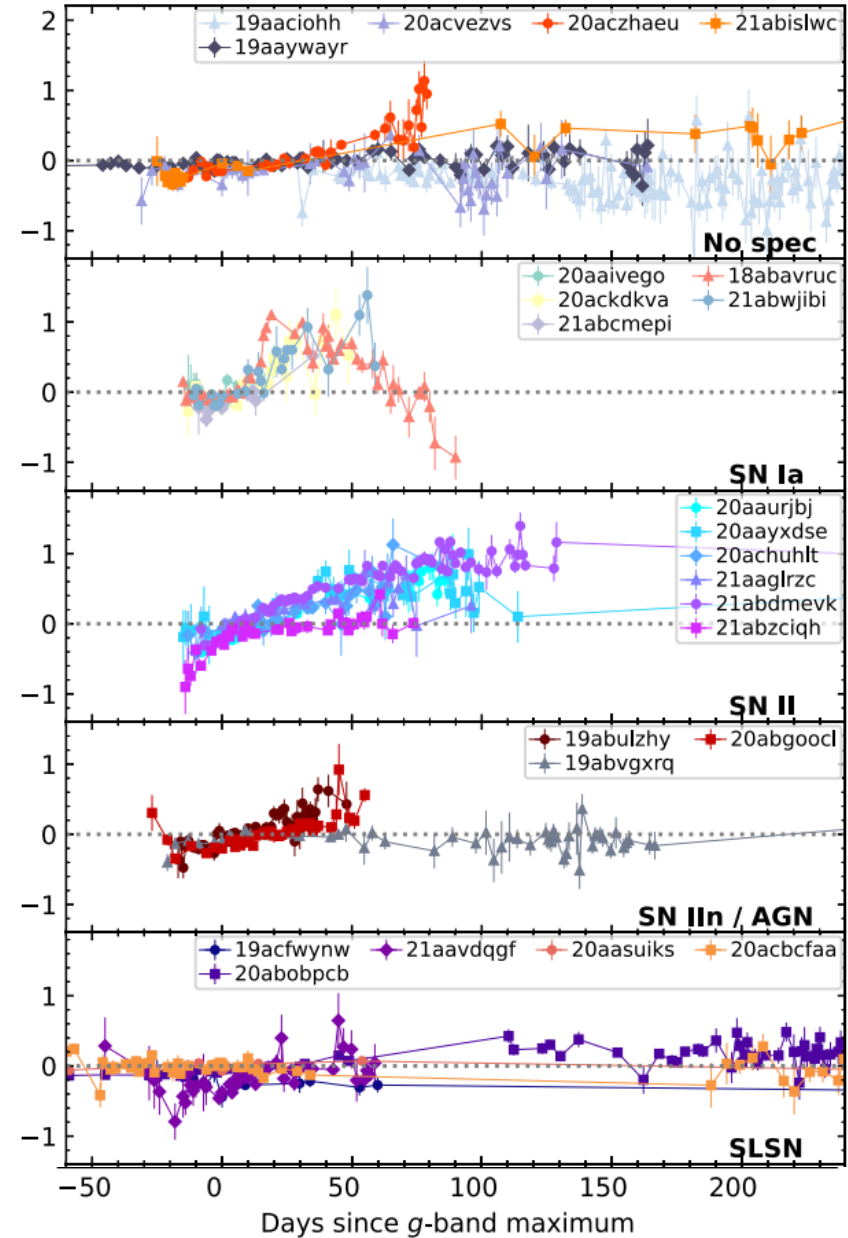 19aaciohh 20acvezvs 20aczhaeu 21abislwc
19aaywayr
1
0
−1
No spec
20aaivego 18abavruc
20ackdkva 21abwjibi
21abcmepi
1
0
−1
SN Ia
20aaurjbj
20aayxdse
20achuhlt
21aaglrzc
21abdmevk
21abzciqh
1
0
−1
SN II
19abulzhy 20abgoocl
19abvgxrq
1
0
−1
SN IIn / AGN
19acfwynw 21aavdqgf 20aasuiks 20acbcfaa
20abobpcb
1
0
−1
SLSN
−50 0 50 100 150 200
Days since g-band maximum